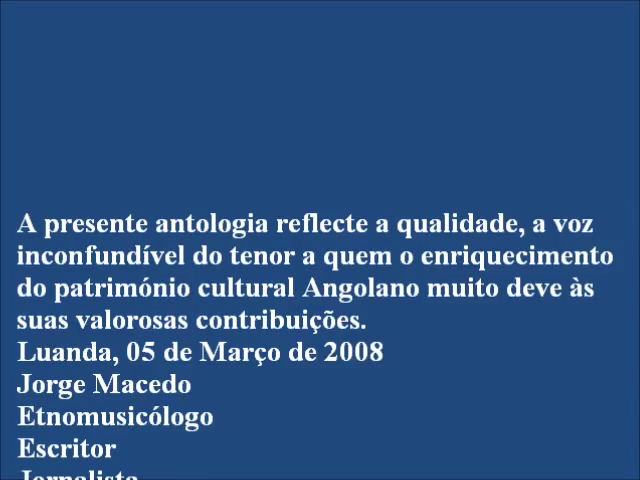 A presente antologia reflecte a qualidade, a voz
inconfundível do tenor a quem o enriquecimento
do património cultural Angolano muito deve às
suas valorosas contribuições.
Luanda, 05 de Março de 2008
Jorge Macedo
Etnomusicólogo
Escritor
Jornalista